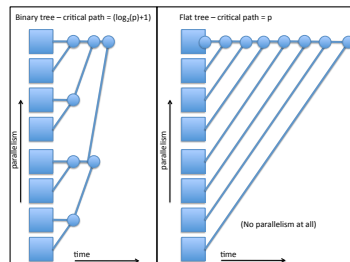 Binary tree – critical path = (log2(p)+1)
parallelism
time
Flat tree – critical path = p
parallelism
(No parallelism at all)
time